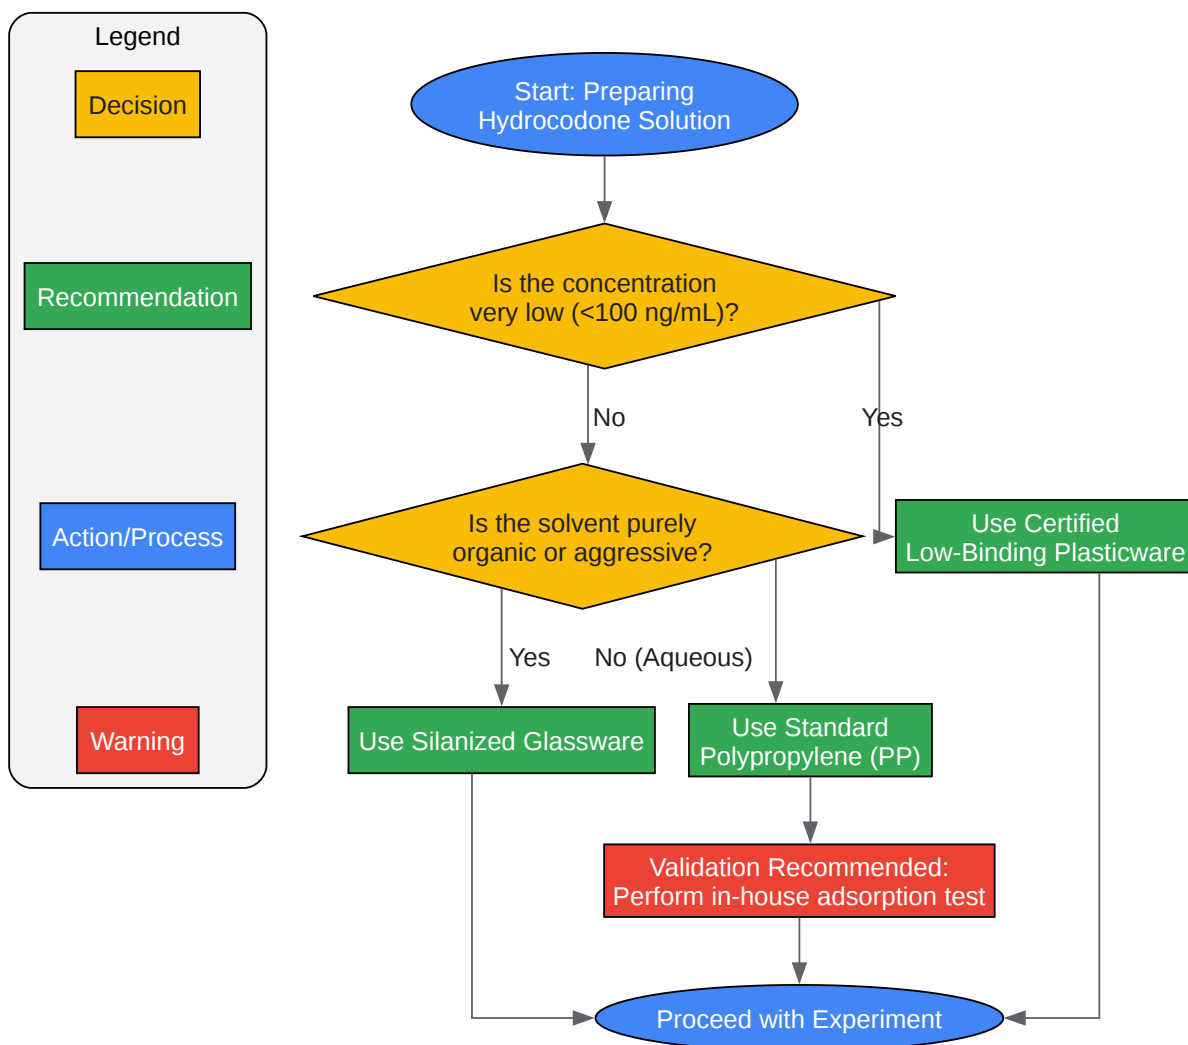 Legend
Decision
Recommendation
Action/Process
Warning
Start: Preparing
Hydrocodone Solution
Is the concentration
very low (<100 ng/mL)?
No
Yes
Is the solvent purely
organic or aggressive?
Use Certified
Low-Binding Plasticware
Yes
No (Aqueous)
Use Silanized Glassware
Use Standard
Polypropylene (PP)
Validation Recommended:
Perform in-house adsorption test
Proceed with Experiment